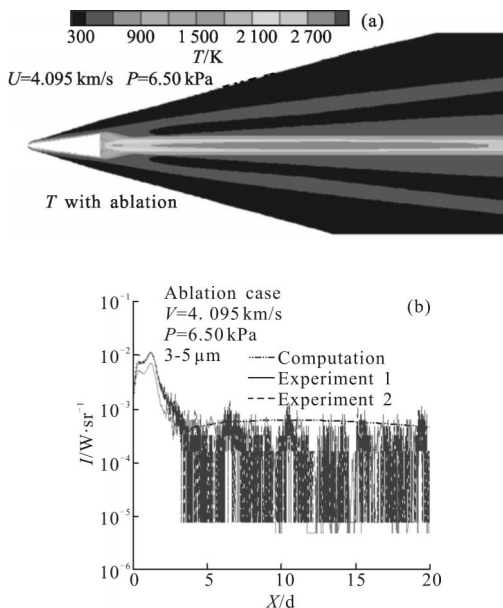 (a)
300 900 1 500 2 100 2 700
T/K
U=4.095 km/s P=6.50 kPa
T with ablation
(b)
Ablation case
V=4. 095 km/s
P=6.50 kPa
3-5 μm
Computation
Experiment 1
Experiment 2
10⁻¹
10⁻²
10⁻³
10⁻⁴
10⁻⁵
10⁻⁶
I/W·sr⁻¹
0 5 10 15 20
X/d